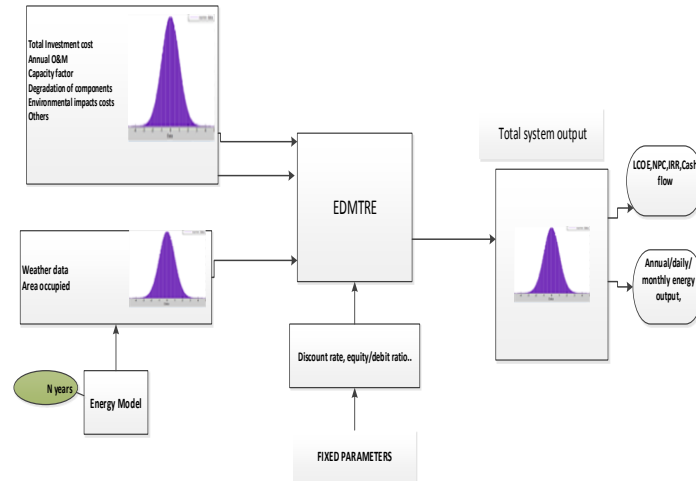 Total Investment cost
Annual O&M
Capacity factor
Degradation of components
Environmental impacts costs
Others
Weather data
Area occupied
N years
Energy Model
EDMTRE
Discount rate, equity/debit ratio..
FIXED PARAMETERS
Total system output
LCOE,NPC,IRR,Cash
flow
Annual/daily/
monthly energy
output,